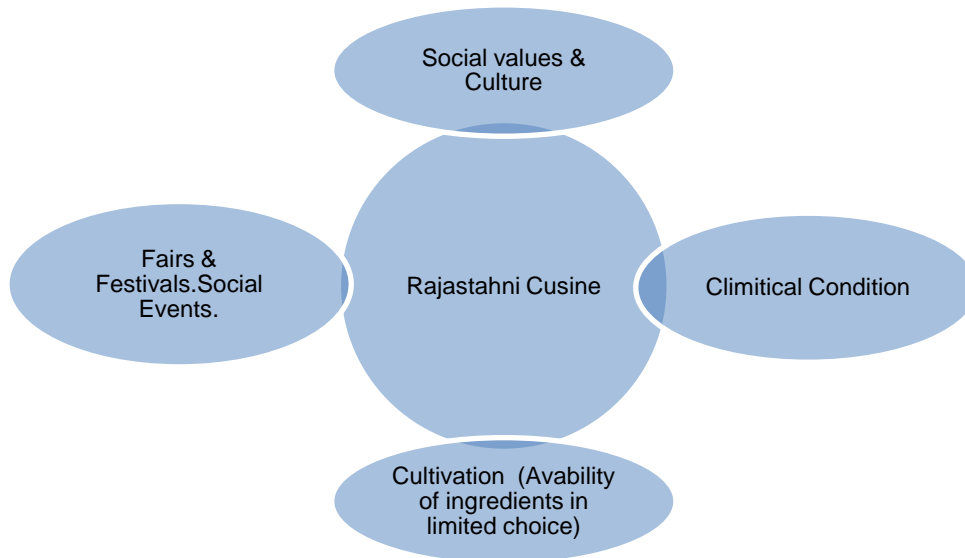 Social values &
Culture
Fairs &
Festivals.Social
Events.
Rajastahni Cusine
Climitical Condition
Cultivation (Avability
of ingredients in
limited choice)